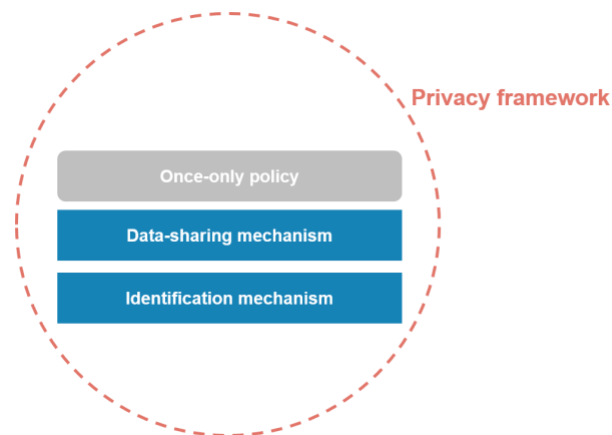 Privacy framework
Once-only policy
Data-sharing mechanism
Identification mechanism